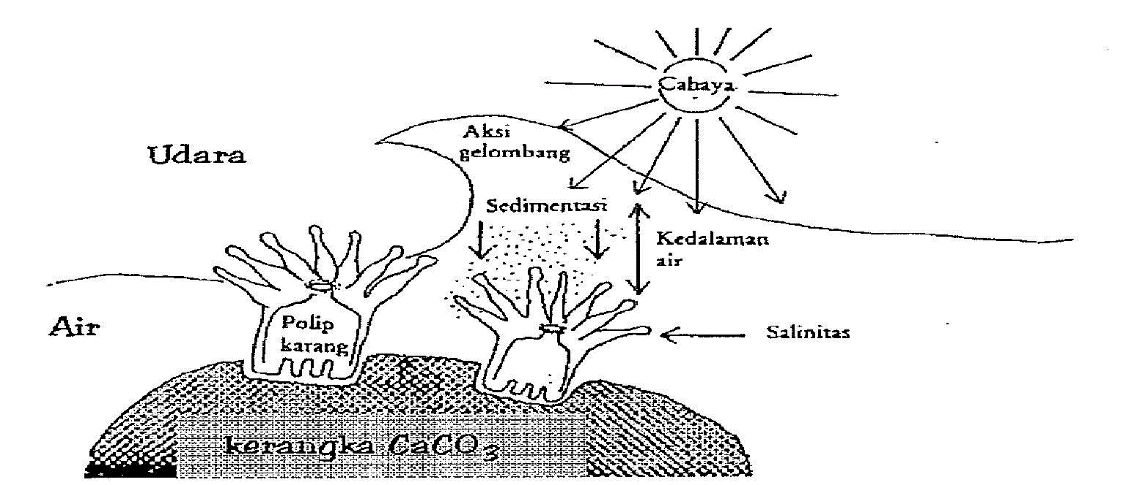 Cahaya
Aksi
gelombang
Udara
Sedimentasi
Kedalaman
air
Air
Polip
karang
Salinitas
kerangka CaCO3